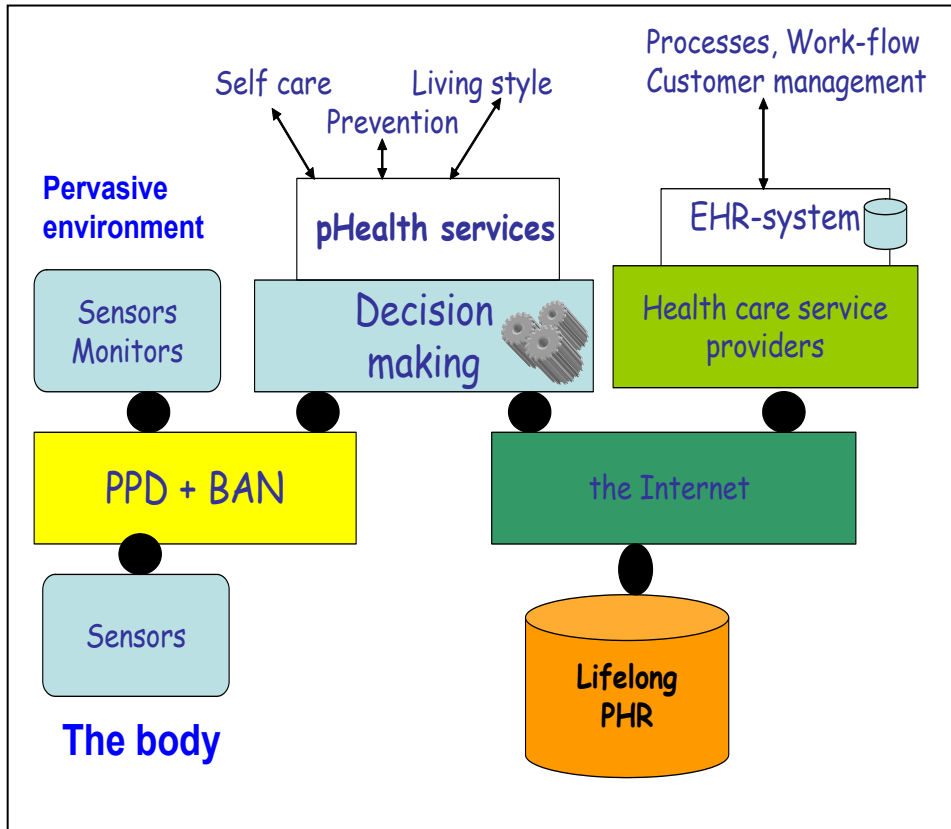 Processes, Work-flow
Customer management
Self care
Living style
Prevention
Pervasive
environment
pHealth services
EHR-system
Sensors
Monitors
Decision
making
Health care service
providers
PPD + BAN
the Internet
Sensors
Lifelong
PHR
The body